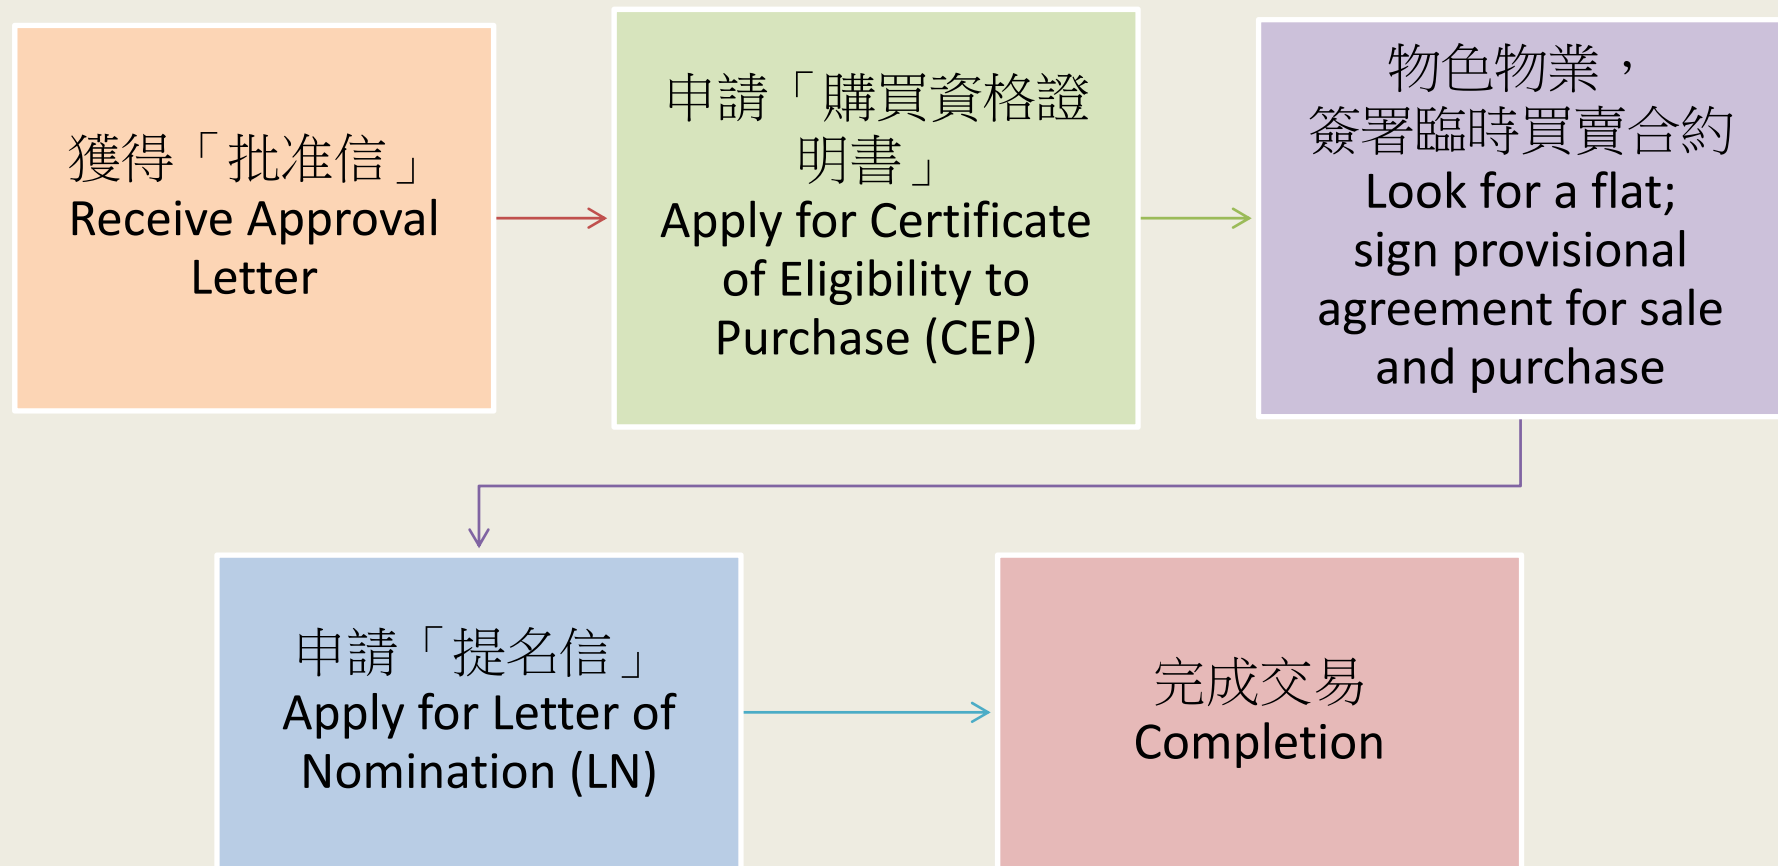 獲得「批准信」
Receive Approval
Letter
申請「購買資格證
明書」
Apply for Certificate
of Eligibility to
Purchase (CEP)
物色物業，
簽署臨時買賣合約
Look for a flat;
sign provisional
agreement for sale
and purchase
申請「提名信」
Apply for Letter of
Nomination (LN)
完成交易
Completion